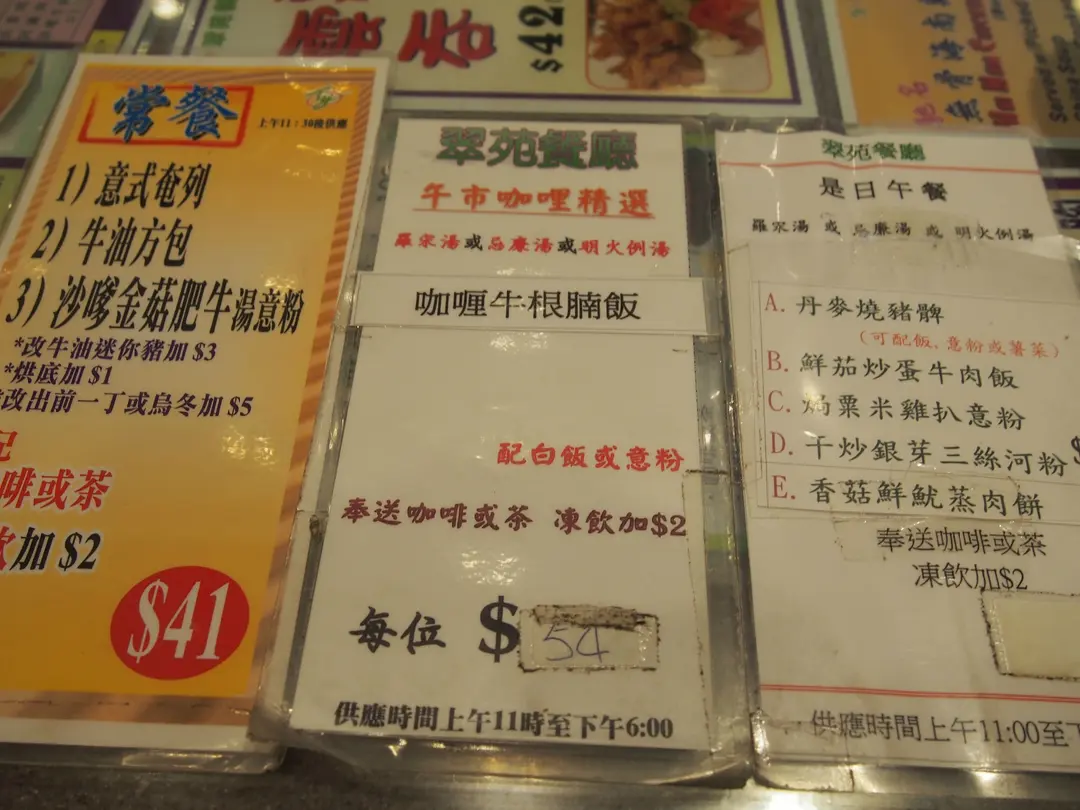 $42
常餐
上午11：30後供應
1) 意式奄列
2) 牛油方包
3) 沙嗲金菇肥牛湯意粉
*改牛油迷你豬加 $3
*烘底加 $1
改出前一丁或烏冬加 $5
啡或茶
加 $2
$41
翠苑餐廳
午市咖哩精選
羅宋湯或忌廉湯或明火例湯
咖喱牛根腩飯
配白飯或意粉
奉送咖啡或茶 凍飲加$2
每位 $54
供應時間上午11時至下午6:00
翠苑餐廳
是日午餐
羅宋湯 或 忌廉湯 或 明火例湯
A. 丹麥燒豬髀
(可配飯, 意粉或薯菜)
B. 鮮茄炒蛋牛肉飯
C. 焗粟米雞扒意粉
D. 干炒銀芽三絲河粉
E. 香菇鮮魷蒸肉餅
奉送咖啡或茶
凍飲加$2
供應時間上午11:00至
無骨海南